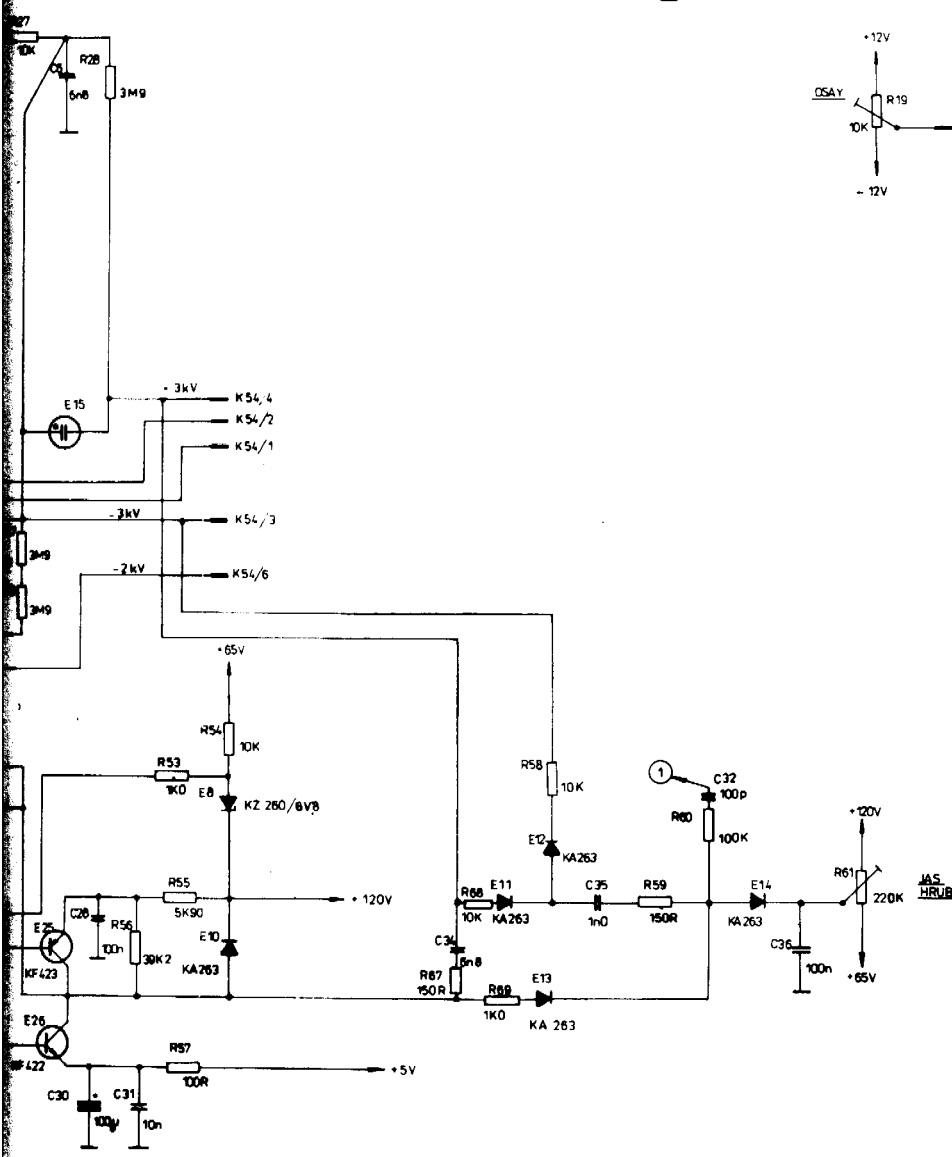 R27
10K
C5
6n8
R28
3M9
+12V
OSAY
R19
10K
- 12V
- 3kV
K54/4
E15
K54/2
K54/1
-3kV
K54/3
3M9
-2kV
K54/6
3M9
+65V
R54
10K
R53
1K0
E8
KZ 260/8V8
R58
10K
1
C32
100p
R60
100K
+120V
E12
KA263
R61
220K
JAS
HRUB
R55
5K90
+ 120V
R68
10K
E11
KA263
C35
1n0
R59
150R
E14
KA263
C28
100n
R56
39K2
E25
KF423
E10
KA263
C34
6n8
R67
150R
C36
100n
+65V
R69
1K0
E13
KA 263
E26
R57
100R
+5V
C30
100µ
C31
10n